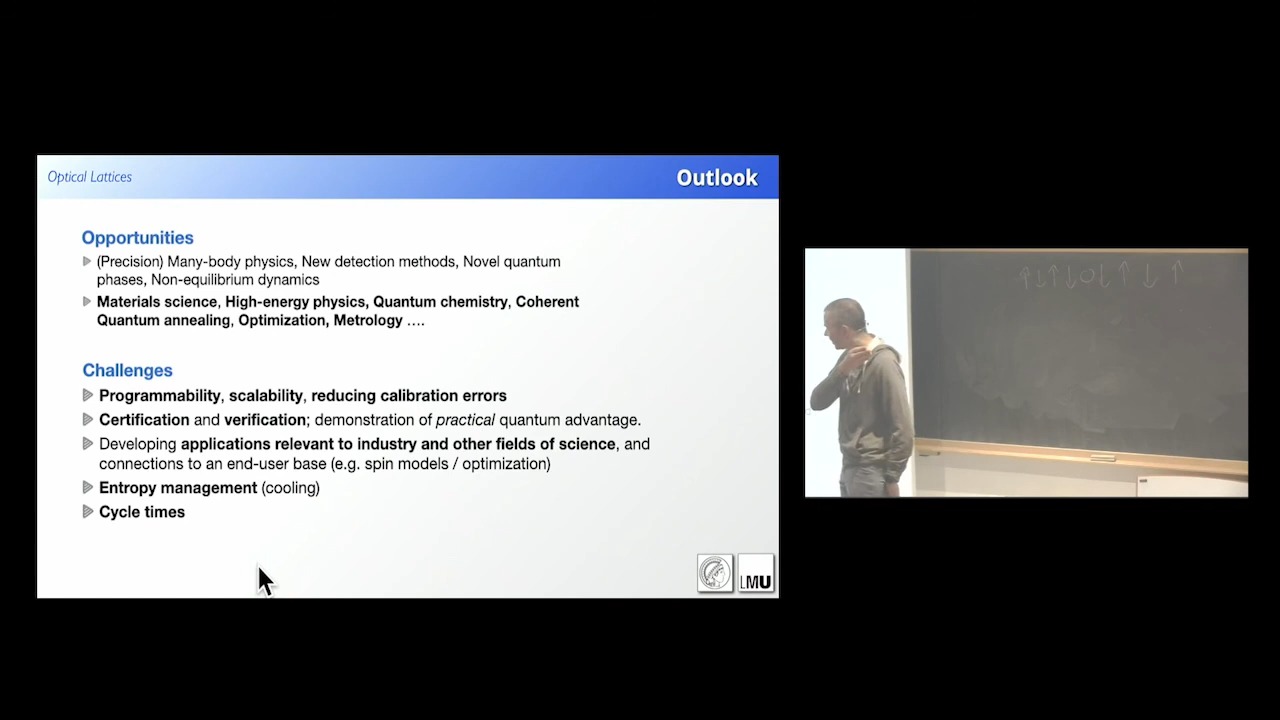 Optical Lattices
Outlook
Opportunities
(Precision) Many-body physics, New detection methods, Novel quantum
phases, Non-equilibrium dynamics
Materials science, High-energy physics, Quantum chemistry, Coherent
Quantum annealing, Optimization, Metrology ....
Challenges
Programmability, scalability, reducing calibration errors
Certification and verification; demonstration of practical quantum advantage.
Developing applications relevant to industry and other fields of science, and
connections to an end-user base (e.g. spin models / optimization)
Entropy management (cooling)
Cycle times
LMU
↑↓↑↓○↓↑↓↑